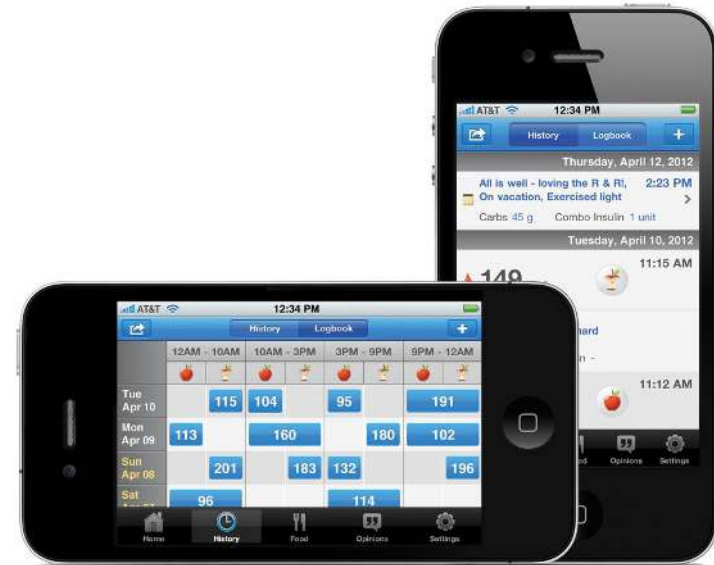 AT&T 12:34 PM
History Logbook
Thursday, April 12, 2012
All is well - loving the R & R!, 2:23 PM
On vacation, Exercised light
Carbs 45 g Combo Insulin 1 unit
Tuesday, April 10, 2012
11:15 AM
149
11:12 AM
Opinions Settings
AT&T 12:34 PM
History Logbook
12AM - 10AM 10AM - 3PM 3PM - 9PM 9PM - 12AM
Tue
Apr 10 115 104 95 191
Mon
Apr 09 113 160 180 102
Sun
Apr 08 201 183 132 196
Sat
96 114
Home History Food Opinions Settings